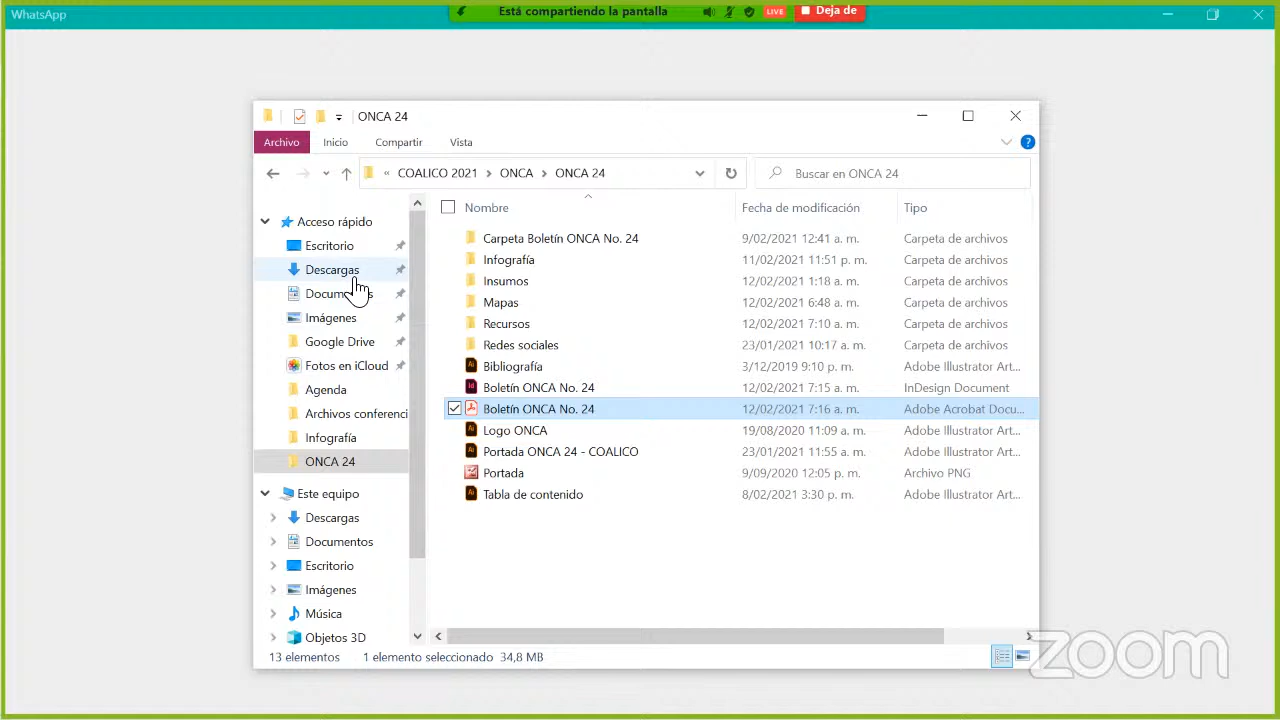 WhatsApp
Está compartiendo la pantalla
LIVE
Deja de
ONCA 24
Archivo
Inicio
Compartir
Vista
?
« COALICO 2021 > ONCA > ONCA 24
Buscar en ONCA 24
Nombre
Fecha de modificación
Tipo
Acceso rápido
Escritorio
Descargas
Imágenes
Google Drive
Fotos en iCloud
Agenda
Archivos conferenci
Infografía
ONCA 24
Este equipo
Descargas
Documentos
Escritorio
Imágenes
Música
Objetos 3D
Carpeta Boletín ONCA No. 24 9/02/2021 12:41 a. m. Carpeta de archivos
Infografía 11/02/2021 11:51 p. m. Carpeta de archivos
Insumos 12/02/2021 1:18 a. m. Carpeta de archivos
Mapas 12/02/2021 6:48 a. m. Carpeta de archivos
Recursos 12/02/2021 7:10 a. m. Carpeta de archivos
Redes sociales 23/01/2021 10:17 a. m. Carpeta de archivos
Bibliografía 3/12/2019 9:10 p. m. Adobe Illustrator Art...
Boletín ONCA No. 24 12/02/2021 7:15 a. m. InDesign Document
Boletín ONCA No. 24 12/02/2021 7:16 a. m. Adobe Acrobat Docu...
Logo ONCA 19/08/2020 11:09 a. m. Adobe Illustrator Art...
Portada ONCA 24 - COALICO 23/01/2021 11:55 a. m. Adobe Illustrator Art...
Portada 9/09/2020 12:05 p. m. Archivo PNG
Tabla de contenido 8/02/2021 3:30 p. m. Adobe Illustrator Art...
13 elementos
1 elemento seleccionado 34,8 MB
zoom